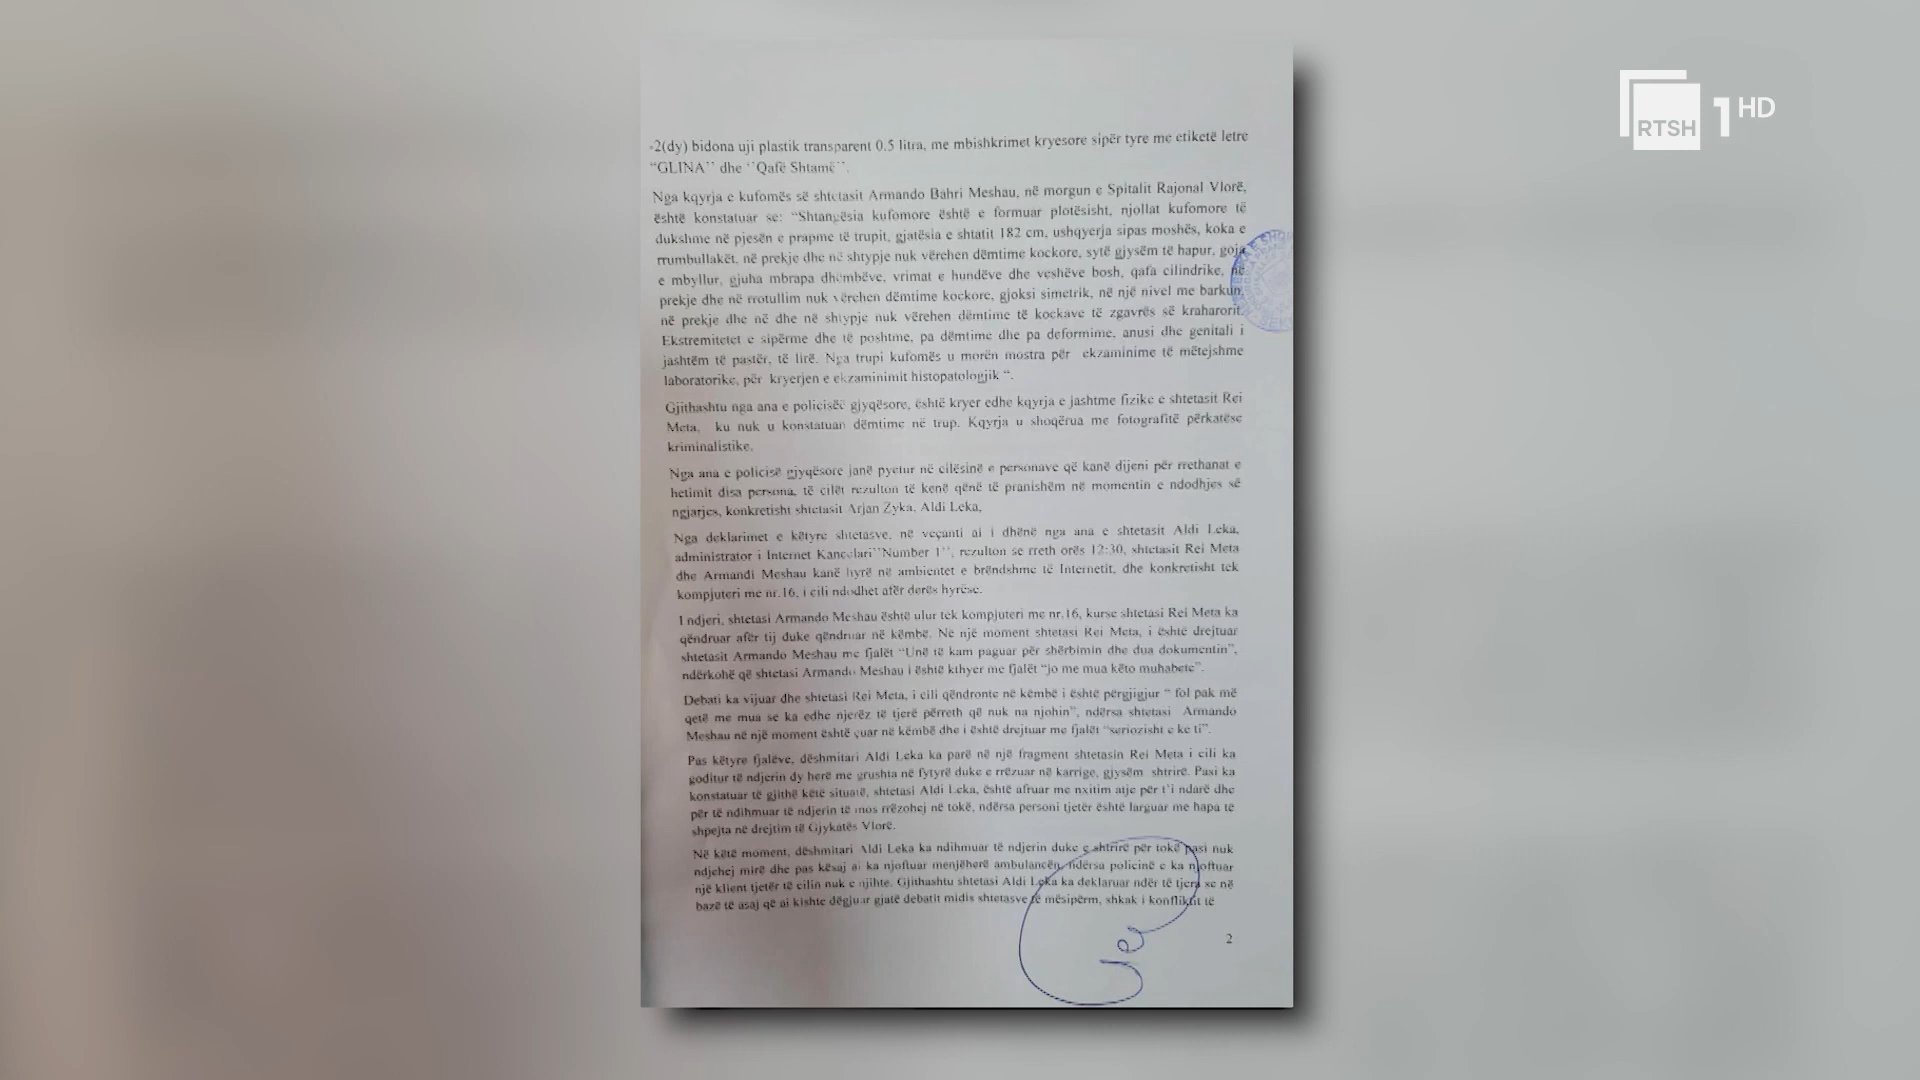 -2(dy) bidona uji plastik transparent 0.5 litra, me mbishkrimet kryesore sipër tyre me etiketë letre
“GLINA`` dhe ``Qafë Shtamë``.
Nga kqyrja e kufomës së shtetasit Armando Bahri Meshau, në morgun e Spitalit Rajonal Vlorë,
është konstatuar se: “Shtangësia kufomore është e formuar plotësisht, njollat kufomore të
dukshme në pjesën e prapme të trupit, gjatësia e shtatit 182 cm, ushqyerja sipas moshës, koka e
rrumbullakët, në prekje dhe në shtypje nuk vërehen dëmtime kockore, sytë gjysëm të hapur, goja
e mbyllur, gjuha mbrapa dhëmbëve, vrimat e hundëve dhe veshëve bosh, qafa cilindrike, në
prekje dhe në rrotullim nuk vërehen dëmtime kockore, gjoksi simetrik, në një nivel me barkun,
në prekje dhe në dhe në shtypje nuk vërehen dëmtime të kockave të zgavrës së kraharorit.
Ekstremitetet e sipërme dhe të poshtme, pa dëmtime dhe pa deformime, anusi dhe genitali i
jashtëm të pastër, të lirë. Nga trupi kufomës u morën mostra për ekzaminime të mëtejshme
laboratorike, për kryerjen e ekzaminimit histopatologjik “.
Gjithashtu nga ana e policisëë gjyqësore, është kryer edhe kqyrja e jashtme fizike e shtetasit Rei
Meta, ku nuk u konstatuan dëmtime në trup. Kqyrja u shoqërua me fotografitë përkatëse
kriminalistike.
Nga ana e policisë gjyqësore janë pyetur në cilësinë e personave që kanë dijeni për rrethanat e
hetimit disa persona, të cilët rezulton të kenë qënë të pranishëm në momentin e ndodhjes së
ngjarjes, konkretisht shtetasit Arjan Zyka, Aldi Leka,
Nga deklarimet e këtyre shtetasve, në veçanti ai i dhënë nga ana e shtetasit Aldi Leka,
administrator i Internet Kancelari``Number 1``, rezulton se rreth orës 12:30, shtetasit Rei Meta
dhe Armandi Meshau kanë hyrë në ambientet e brëndshme të Internetit, dhe konkretisht tek
kompjuteri me nr.16, i cili ndodhet afër derës hyrëse.
I ndjeri, shtetasi Armando Meshau është ulur tek kompjuteri me nr.16, kurse shtetasi Rei Meta ka
qëndruar afër tij duke qëndruar në këmbë. Në një moment shtetasi Rei Meta, i është drejtuar
shtetasit Armando Meshau me fjalët “Unë të kam paguar për shërbimin dhe dua dokumentin”,
ndërkohë që shtetasi Armando Meshau i është kthyer me fjalët “jo me mua këto muhabete”.
Debati ka vijuar dhe shtetasi Rei Meta, i cili qëndronte në këmbë i është përgjigjur “ fol pak më
qetë me mua se ka edhe njerëz të tjerë përreth që nuk na njohin”, ndërsa shtetasi Armando
Meshau në një moment është çuar në këmbë dhe i është drejtuar me fjalët “seriozisht e ke ti”.
Pas këtyre fjalëve, dëshmitari Aldi Leka ka parë në një fragment shtetasin Rei Meta i cili ka
goditur të ndjerin dy herë me grushta në fytyrë duke e rrëzuar në karrige, gjysëm shtrirë. Pasi ka
konstatuar të gjithë këtë situatë, shtetasi Aldi Leka, është afruar me nxitim atje për t'i ndarë dhe
për të ndihmuar të ndjerin të mos rrëzohej në tokë, ndërsa personi tjetër është larguar me hapa të
shpejta në drejtim të Gjykatës Vlorë.
Në këtë moment, dëshmitari Aldi Leka ka ndihmuar të ndjerin duke e shtrirë për tokë pasi nuk
ndjehej mirë dhe pas kësaj ai ka njoftuar menjëherë ambulancën, ndërsa policinë e ka njoftuar
një klient tjetër të cilin nuk e njihte. Gjithashtu shtetasi Aldi Leka ka deklaruar ndër të tjera se në
bazë të asaj që ai kishte dëgjuar gjatë debatit midis shtetasve të mësipërm, shkak i konfliktit të
2
RTSH 1 HD